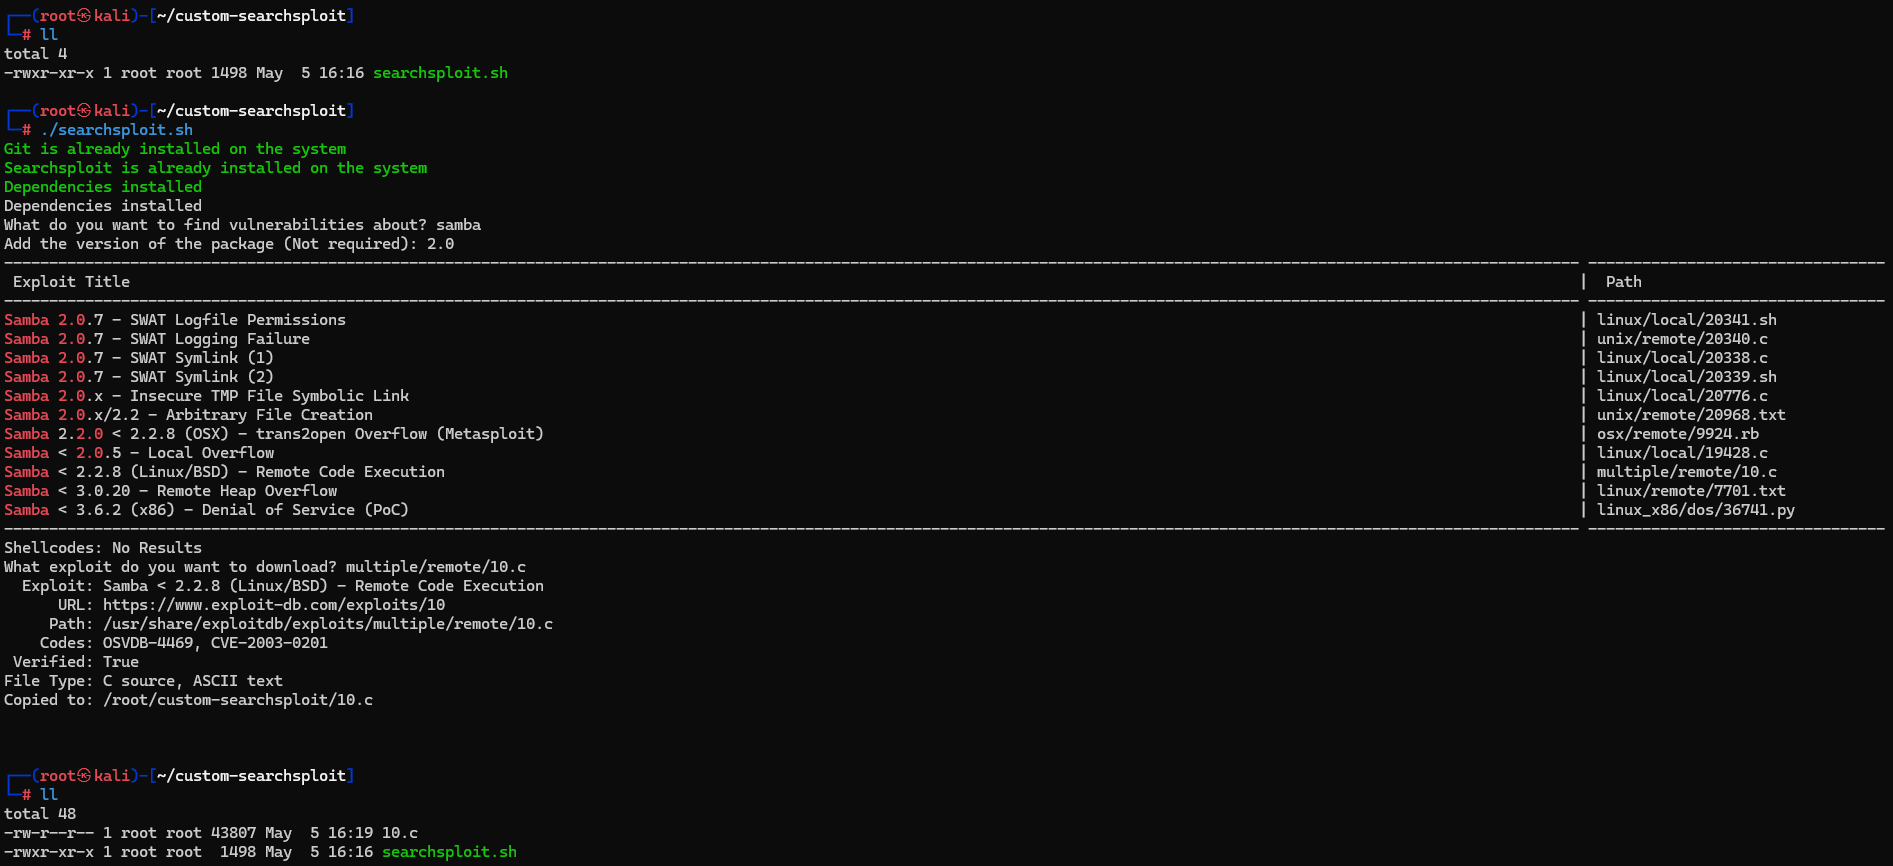 ┌──(root㉿kali)-[~/custom-searchsploit]
└─# ll
total 4
-rwxr-xr-x 1 root root 1498 May  5 16:16 searchsploit.sh
┌──(root㉿kali)-[~/custom-searchsploit]
└─# ./searchsploit.sh
Git is already installed on the system
Searchsploit is already installed on the system
Dependencies installed
Dependencies installed
What do you want to find vulnerabilities about? samba
Add the version of the package (Not required): 2.0
Exploit Title | Path
Samba 2.0.7 - SWAT Logfile Permissions | linux/local/20341.sh
Samba 2.0.7 - SWAT Logging Failure | unix/remote/20340.c
Samba 2.0.7 - SWAT Symlink (1) | linux/local/20338.c
Samba 2.0.7 - SWAT Symlink (2) | linux/local/20339.sh
Samba 2.0.x - Insecure TMP File Symbolic Link | linux/local/20776.c
Samba 2.0.x/2.2 - Arbitrary File Creation | unix/remote/20968.txt
Samba 2.2.0 < 2.2.8 (OSX) - trans2open Overflow (Metasploit) | osx/remote/9924.rb
Samba < 2.0.5 - Local Overflow | linux/local/19428.c
Samba < 2.2.8 (Linux/BSD) - Remote Code Execution | multiple/remote/10.c
Samba < 3.0.20 - Remote Heap Overflow | linux/remote/7701.txt
Samba < 3.6.2 (x86) - Denial of Service (PoC) | linux_x86/dos/36741.py
Shellcodes: No Results
What exploit do you want to download? multiple/remote/10.c
  Exploit: Samba < 2.2.8 (Linux/BSD) - Remote Code Execution
      URL: https://www.exploit-db.com/exploits/10
     Path: /usr/share/exploitdb/exploits/multiple/remote/10.c
    Codes: OSVDB-4469, CVE-2003-0201
 Verified: True
File Type: C source, ASCII text
Copied to: /root/custom-searchsploit/10.c
┌──(root㉿kali)-[~/custom-searchsploit]
└─# ll
total 48
-rw-r--r-- 1 root root 43807 May  5 16:19 10.c
-rwxr-xr-x 1 root root  1498 May  5 16:16 searchsploit.sh